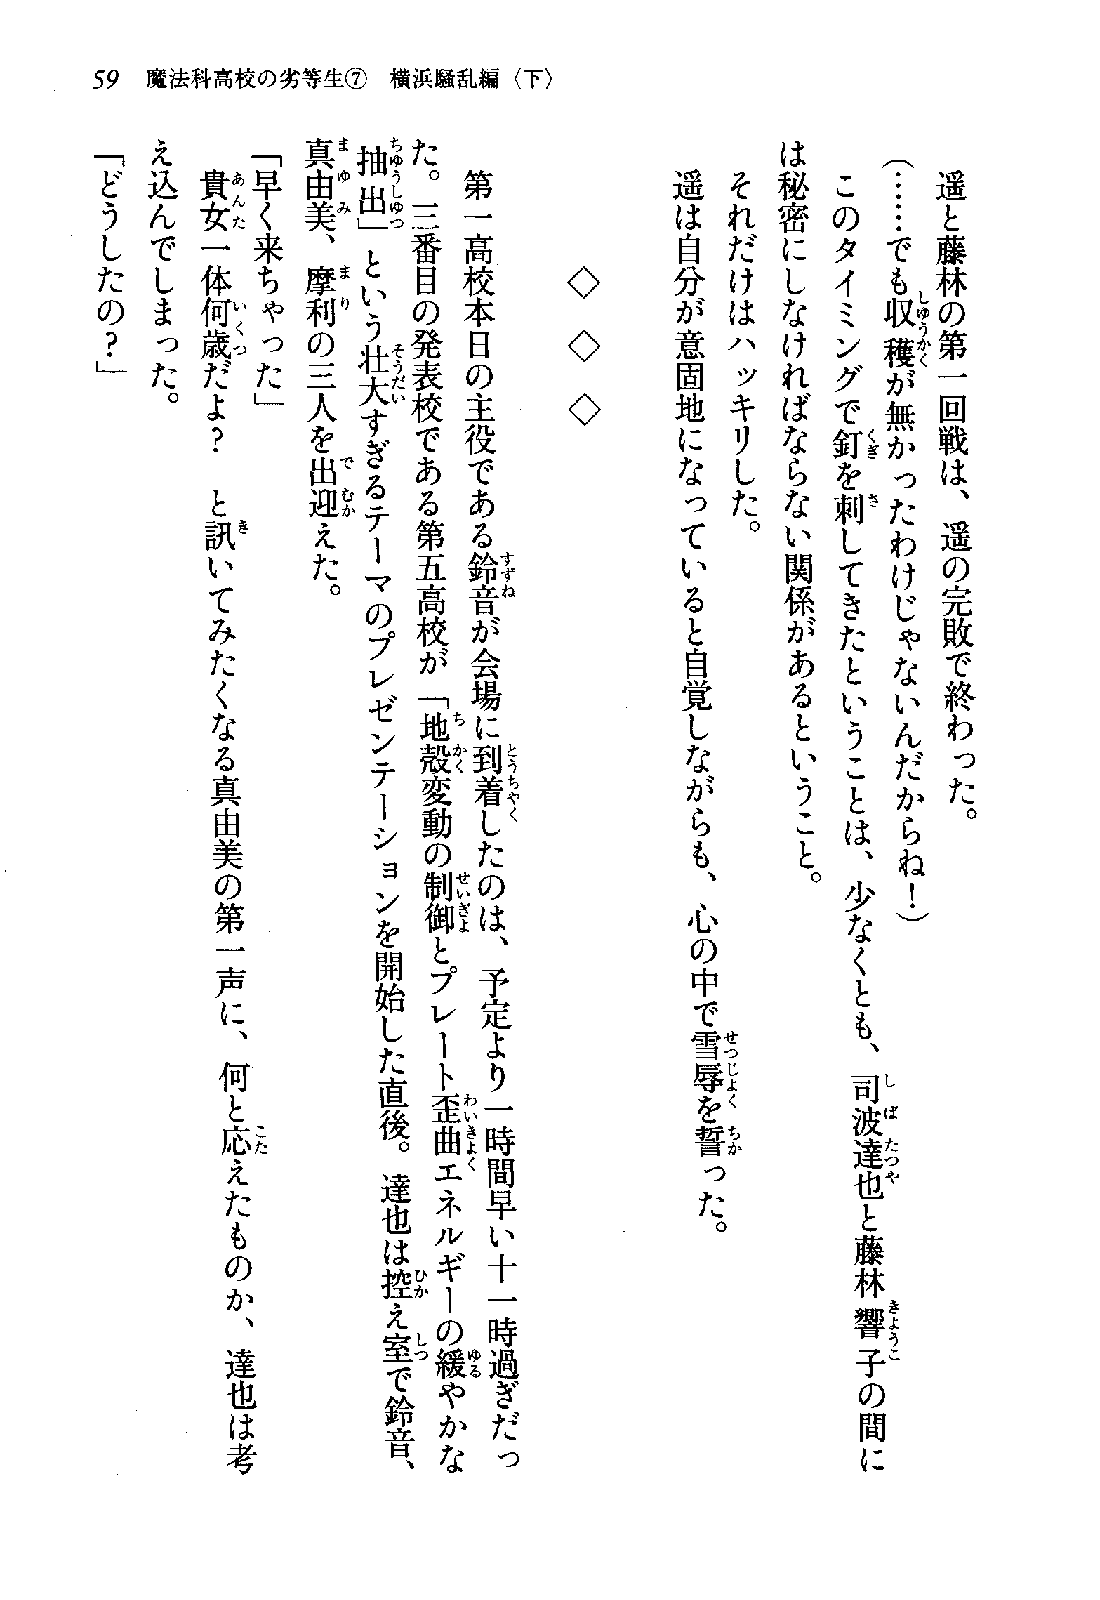 59 魔法科高校の劣等生⑦ 横浜騒乱編〈下〉
遥と藤林の第一回戦は、遥の完敗で終わった。
(……でも収穫が無かったわけじゃないんだからね！)
このタイミングで釘を刺してきたということは、少なくとも、司波達也と藤林響子の間に
は秘密にしなければならない関係があるということ。
それだけはハッキリした。
遥は自分が意固地になっていると自覚しながらも、心の中で雪辱を誓った。
◇ ◇ ◇
第一高校本日の主役である鈴音が会場に到着したのは、予定より一時間早い十一時過ぎだっ
た。三番目の発表校である第五高校が「地殻変動の制御とプレート歪曲エネルギーの緩やかな
抽出」という壮大すぎるテーマのプレゼンテーションを開始した直後。達也は控え室で鈴音、
真由美、摩利の三人を出迎えた。
「早く来ちゃった」
貴女一体何歳だよ？ と訊いてみたくなる真由美の第一声に、何と応えたものか、達也は考
え込んでしまった。
「どうしたの？」